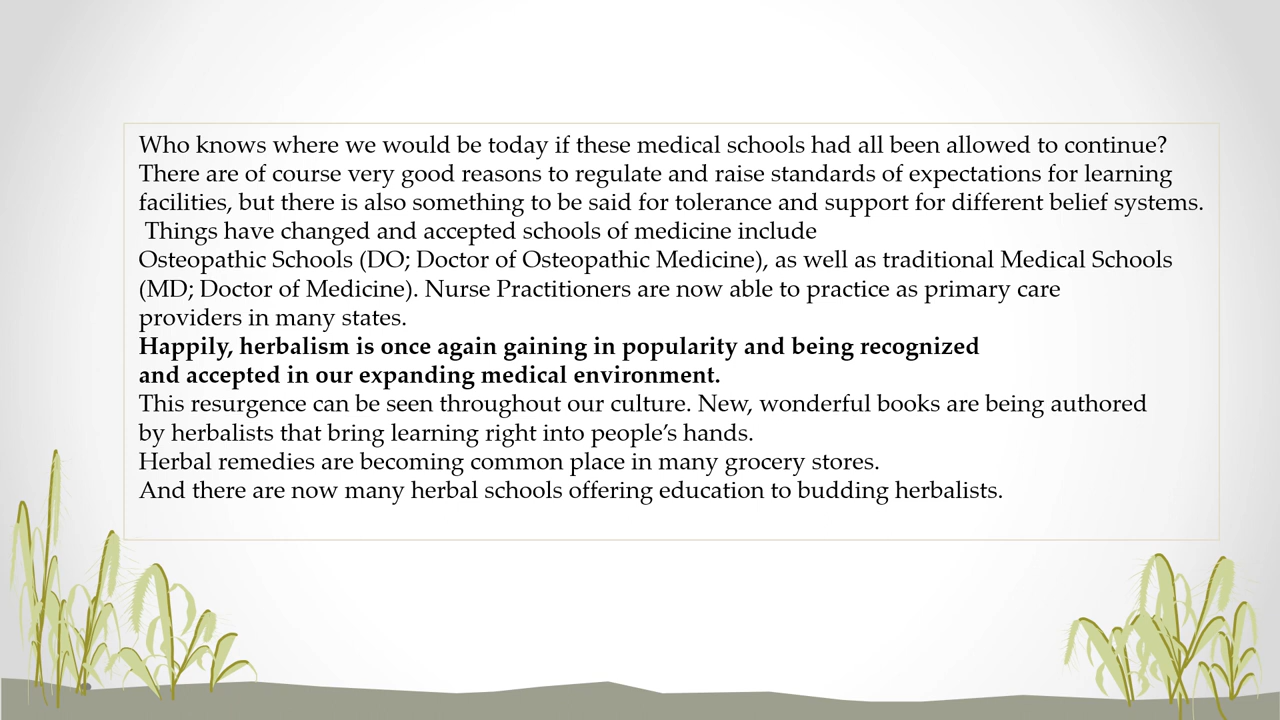 Who knows where we would be today if these medical schools had all been allowed to continue?
There are of course very good reasons to regulate and raise standards of expectations for learning
facilities, but there is also something to be said for tolerance and support for different belief systems.
Things have changed and accepted schools of medicine include
Osteopathic Schools (DO; Doctor of Osteopathic Medicine), as well as traditional Medical Schools
(MD; Doctor of Medicine). Nurse Practitioners are now able to practice as primary care
providers in many states.
Happily, herbalism is once again gaining in popularity and being recognized
and accepted in our expanding medical environment.
This resurgence can be seen throughout our culture. New, wonderful books are being authored
by herbalists that bring learning right into people’s hands.
Herbal remedies are becoming common place in many grocery stores.
And there are now many herbal schools offering education to budding herbalists.